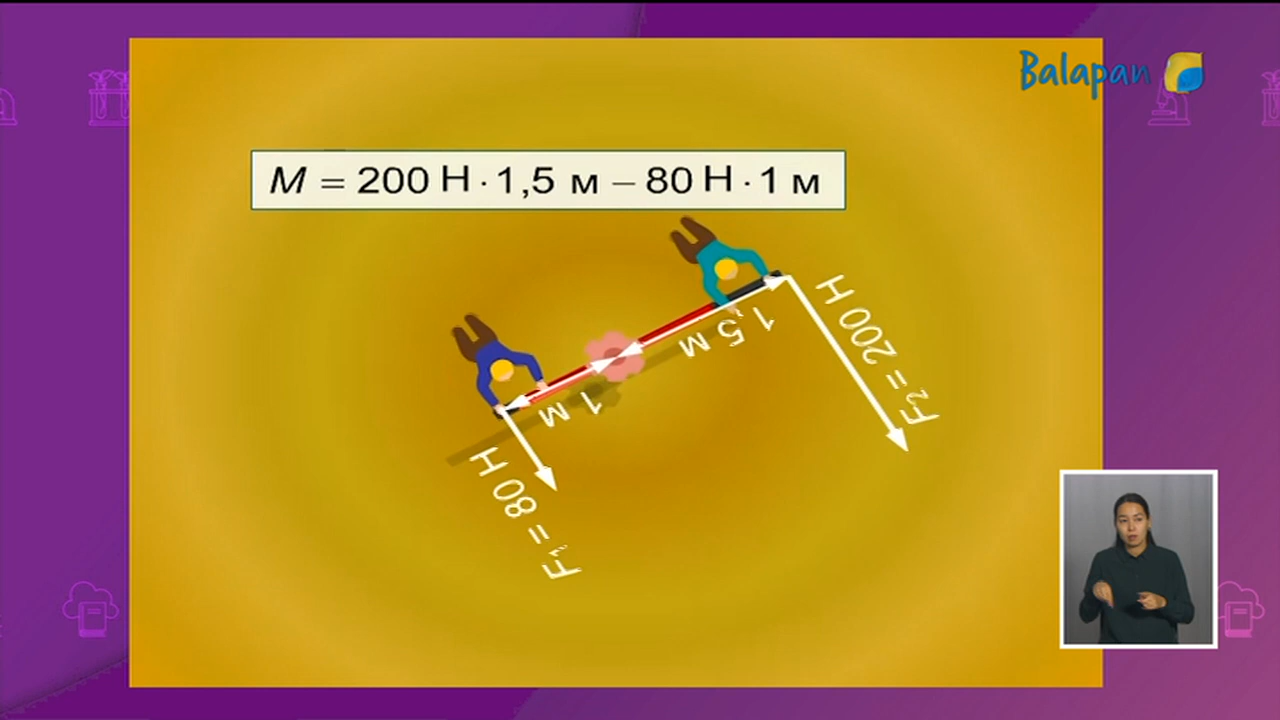 Balapan
M = 200 Н · 1,5 м – 80 Н · 1 м
1,5 м
F₂ = 200 Н
1 м
F₁ = 80 Н